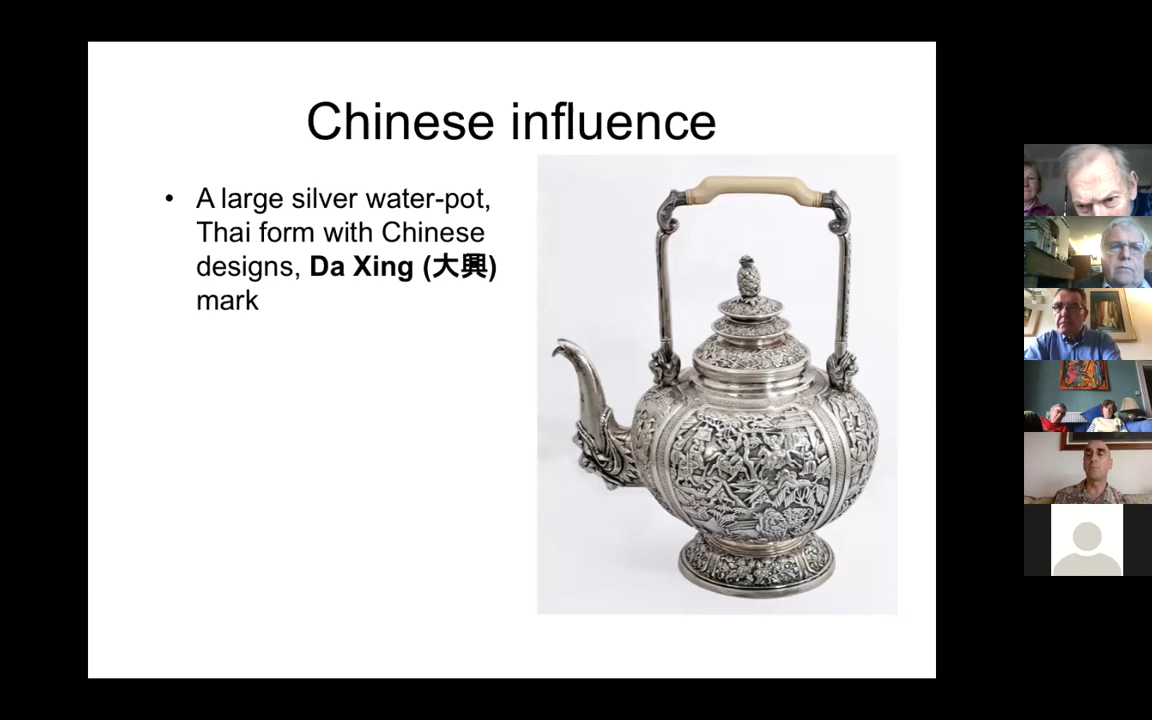 Chinese influence
• A large silver water-pot,
Thai form with Chinese
designs, Da Xing (大興)
mark